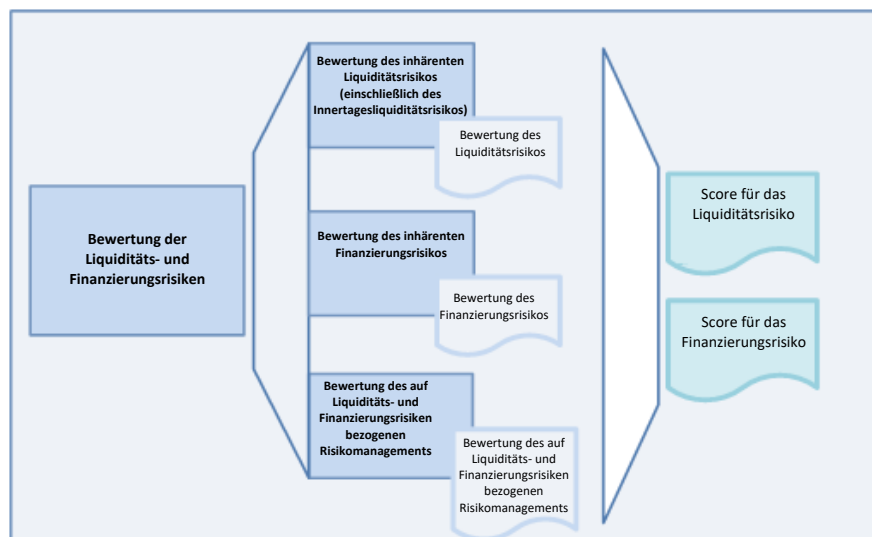 Bewertung der
Liquiditäts- und
Finanzierungsrisiken
Bewertung des inhärenten
Liquiditätsrisikos
(einschließlich des
Innertagesliquiditätsrisikos)
Bewertung des
Liquiditätsrisikos
Bewertung des inhärenten
Finanzierungsrisikos
Bewertung des
Finanzierungsrisikos
Bewertung des auf
Liquiditäts- und
Finanzierungsrisiken
bezogenen
Risikomanagements
Bewertung des auf
Liquiditäts- und
Finanzierungsrisiken
bezogenen
Risikomanagements
Score für das
Liquiditätsrisiko
Score für das
Finanzierungsrisiko